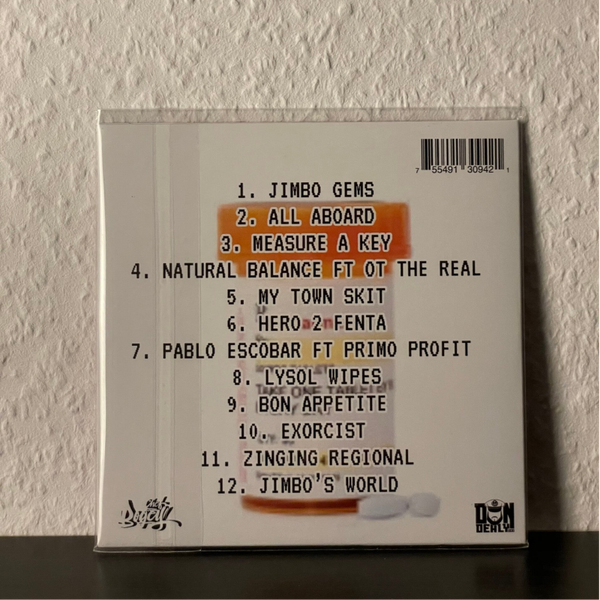 7 55491 30942 1
1. JIMBO GEMS
2. ALL ABOARD
3. MEASURE A KEY
4. NATURAL BALANCE FT OT THE REAL
5. MY TOWN SKIT
6. HERO 2 FENTA
7. PABLO ESCOBAR FT PRIMO PROFIT
8. LYSOL WIPES
9. BON APPETITE
10. EXORCIST
11. ZINGING REGIONAL
12. JIMBO'S WORLD
DON
DEALY